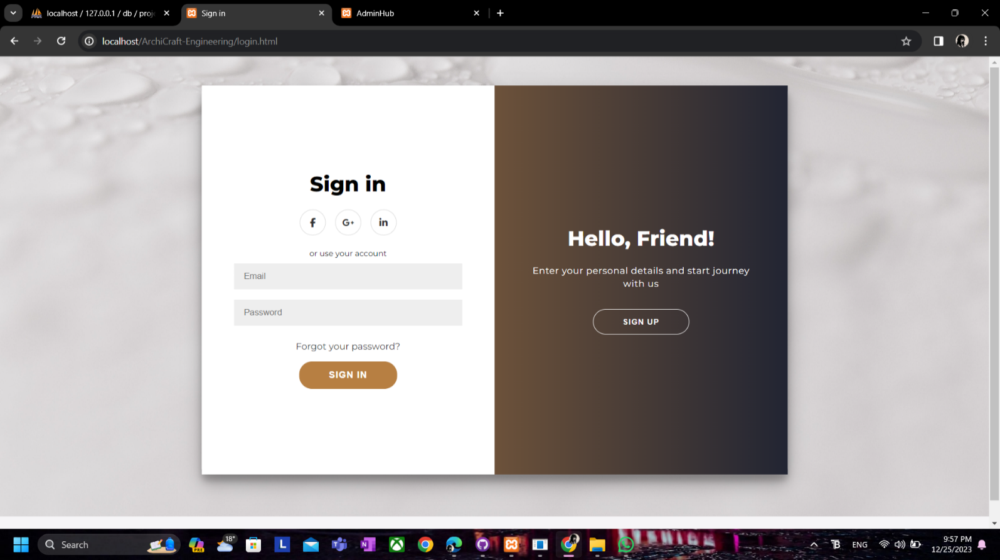 localhost / 127.0.0.1 / db / proj
Sign in
AdminHub
localhost/ArchiCraft-Engineering/login.html
Sign in
f
G+
in
or use your account
Email
Password
Forgot your password?
SIGN IN
Hello, Friend!
Enter your personal details and start journey
with us
SIGN UP
Search
PRE
18°
L
N
ENG
9:57 PM
12/25/2023